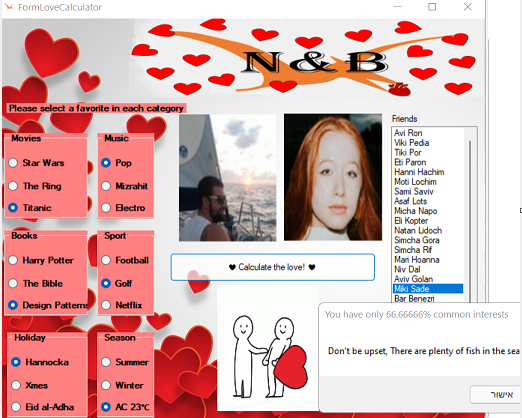 FormLoveCalculator
N & B
Please select a favorite in each category
Movies
Star Wars
The Ring
Titanic
Music
Pop
Mizrahit
Electro
Books
Harry Potter
The Bible
Design Patterns
Sport
Football
Golf
Netflix
Holiday
Hannocka
Xmes
Eid al-Adha
Season
Summer
Winter
AC 23°C
♥ Calculate the love! ♥
Friends
Avi Ron
Viki Pedia
Tiki Por
Eti Paron
Hanni Hachim
Moti Lochim
Sami Saviv
Asaf Lots
Micha Napo
Eli Kopter
Natan Lidoch
Simcha Gora
Simcha Rif
Mari Hoanna
Niv Dal
Aviv Golan
Miki Sade
Bar Benezri
You have only 66.66666% common interests
Don't be upset, There are plenty of fish in the sea
אישור